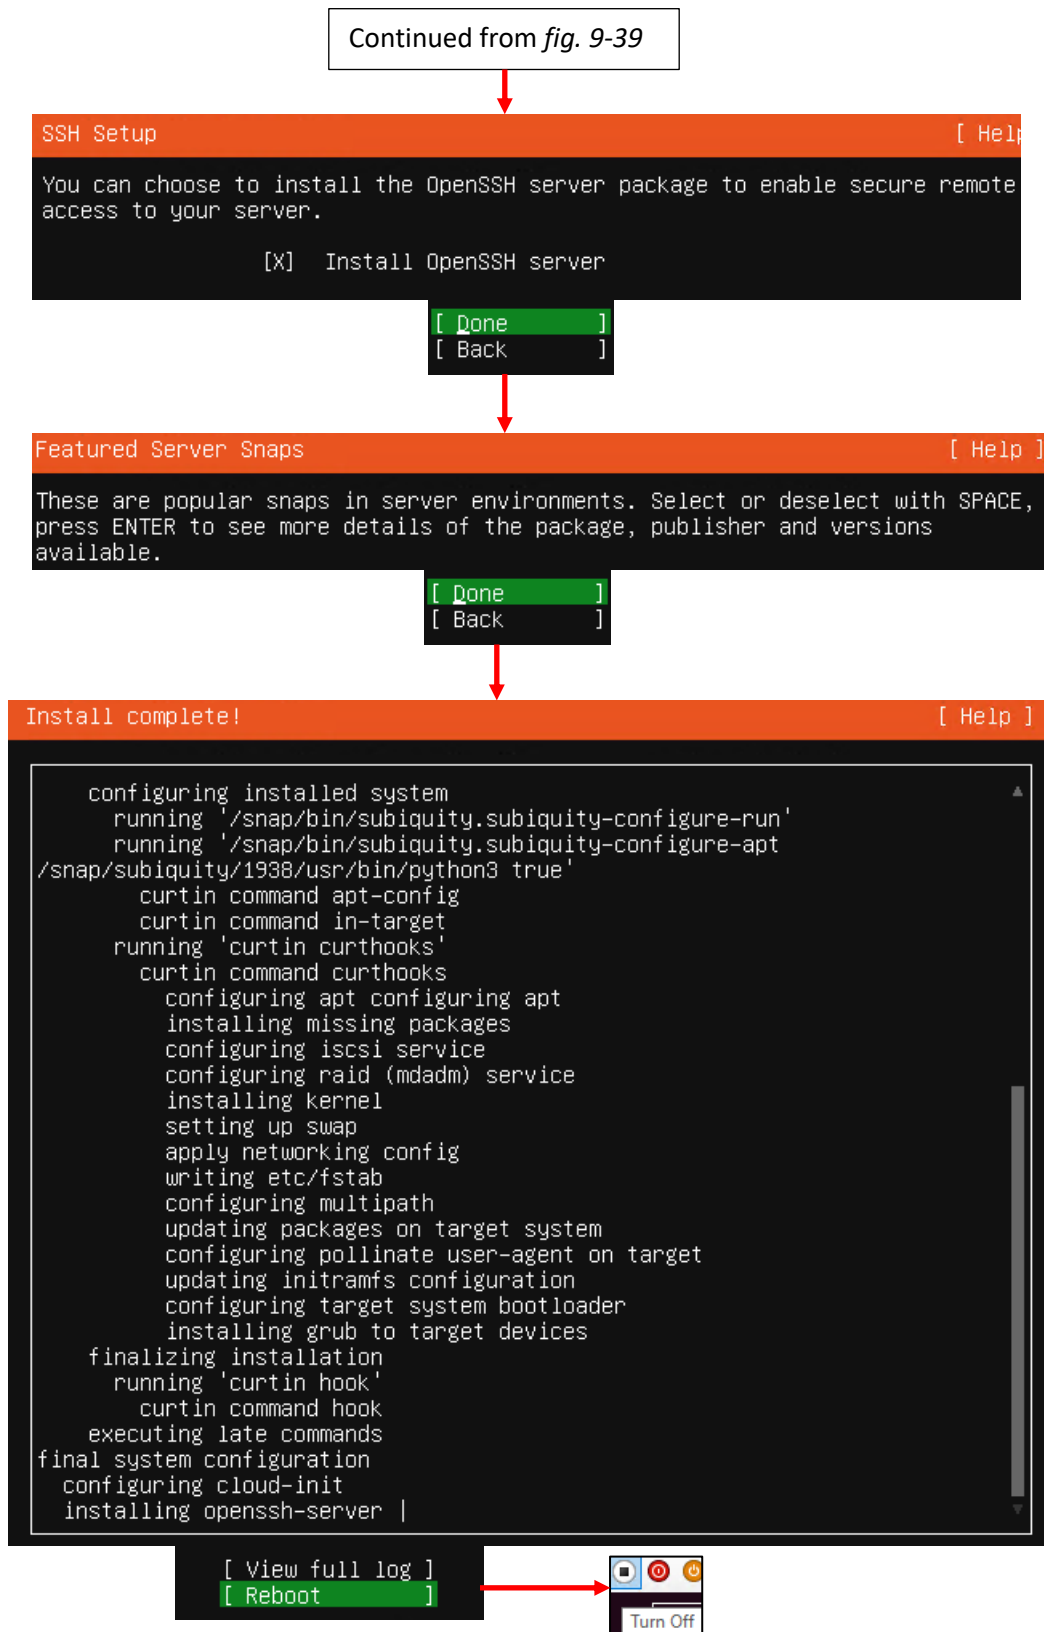 Continued from fig. 9-39
SSH Setup [ Help
You can choose to install the OpenSSH server package to enable secure remote
access to your server.
[X] Install OpenSSH server
[ Done ]
[ Back ]
Featured Server Snaps [ Help ]
These are popular snaps in server environments. Select or deselect with SPACE,
press ENTER to see more details of the package, publisher and versions
available.
[ Done ]
[ Back ]
Install complete! [ Help ]
configuring installed system
running '/snap/bin/subiquity.subiquity-configure-run'
running '/snap/bin/subiquity.subiquity-configure-apt
/snap/subiquity/1938/usr/bin/python3 true'
curtin command apt-config
curtin command in-target
running 'curtin curthooks'
curtin command curthooks
configuring apt configuring apt
installing missing packages
configuring iscsi service
configuring raid (mdadm) service
installing kernel
setting up swap
apply networking config
writing etc/fstab
configuring multipath
updating packages on target system
configuring pollinate user-agent on target
updating initramfs configuration
configuring target system bootloader
installing grub to target devices
finalizing installation
running 'curtin hook'
curtin command hook
executing late commands
final system configuration
configuring cloud-init
installing openssh-server |
[ View full log ]
[ Reboot ]
Turn Off